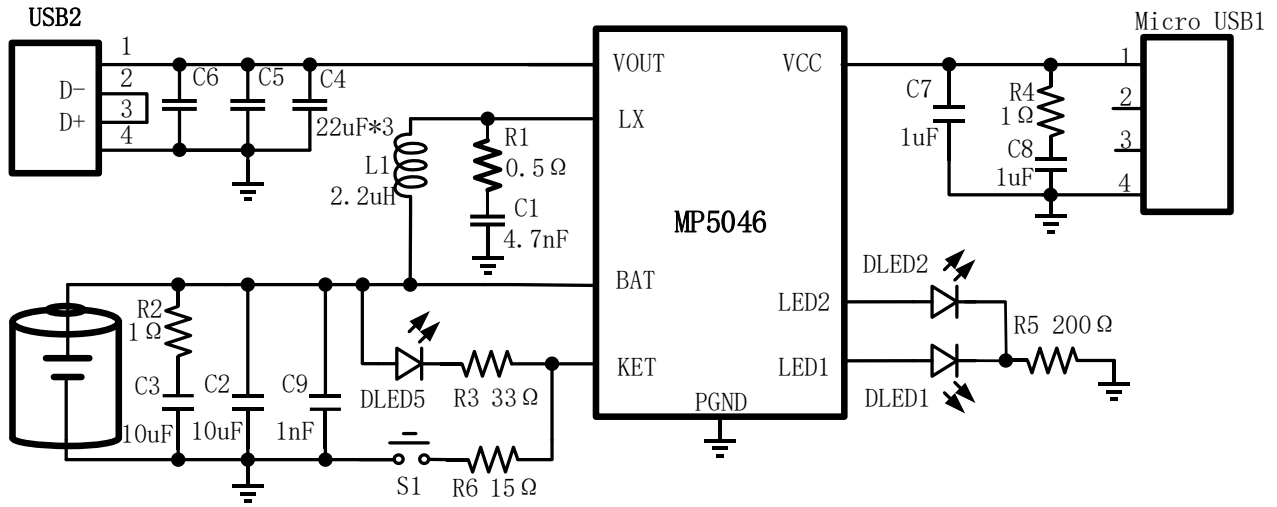 USB2
Micro USB1
1
2
3
4
D-
D+
C6
C5
C4
22uF*3
VOUT
VCC
LX
BAT
KET
LED2
LED1
PGND
MP5046
L1
2.2uH
R1
0.5Ω
C1
4.7nF
C7
1uF
R4
1Ω
C8
1uF
1
2
3
4
R2
1Ω
C3
10uF
C2
10uF
C9
1nF
DLED5
R3 33Ω
S1
R6 15Ω
DLED2
DLED1
R5 200Ω